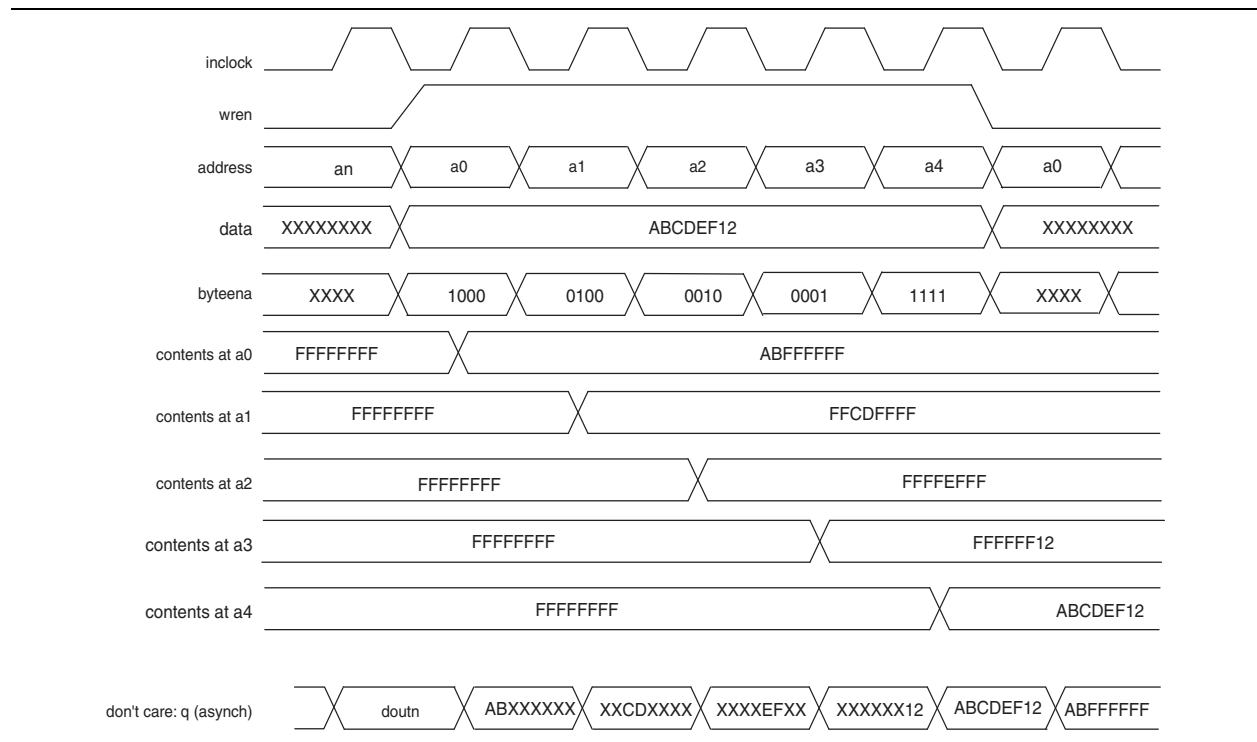 inclock
wren
address an a0 a1 a2 a3 a4 a0
data XXXXXXXX ABCDEF12 XXXXXXXX
byteena XXXX 1000 0100 0010 0001 1111 XXXX
contents at a0 FFFFFFFF ABFFFFFF
contents at a1 FFFFFFFF FFCDFFFF
contents at a2 FFFFFFFF FFFFEFFF
contents at a3 FFFFFFFF FFFFFF12
contents at a4 FFFFFFFF ABCDEF12
don't care: q (asynch) doutn ABXXXXXX XXCDXXXX XXXXEFXX XXXXXX12 ABCDEF12 ABFFFFFF